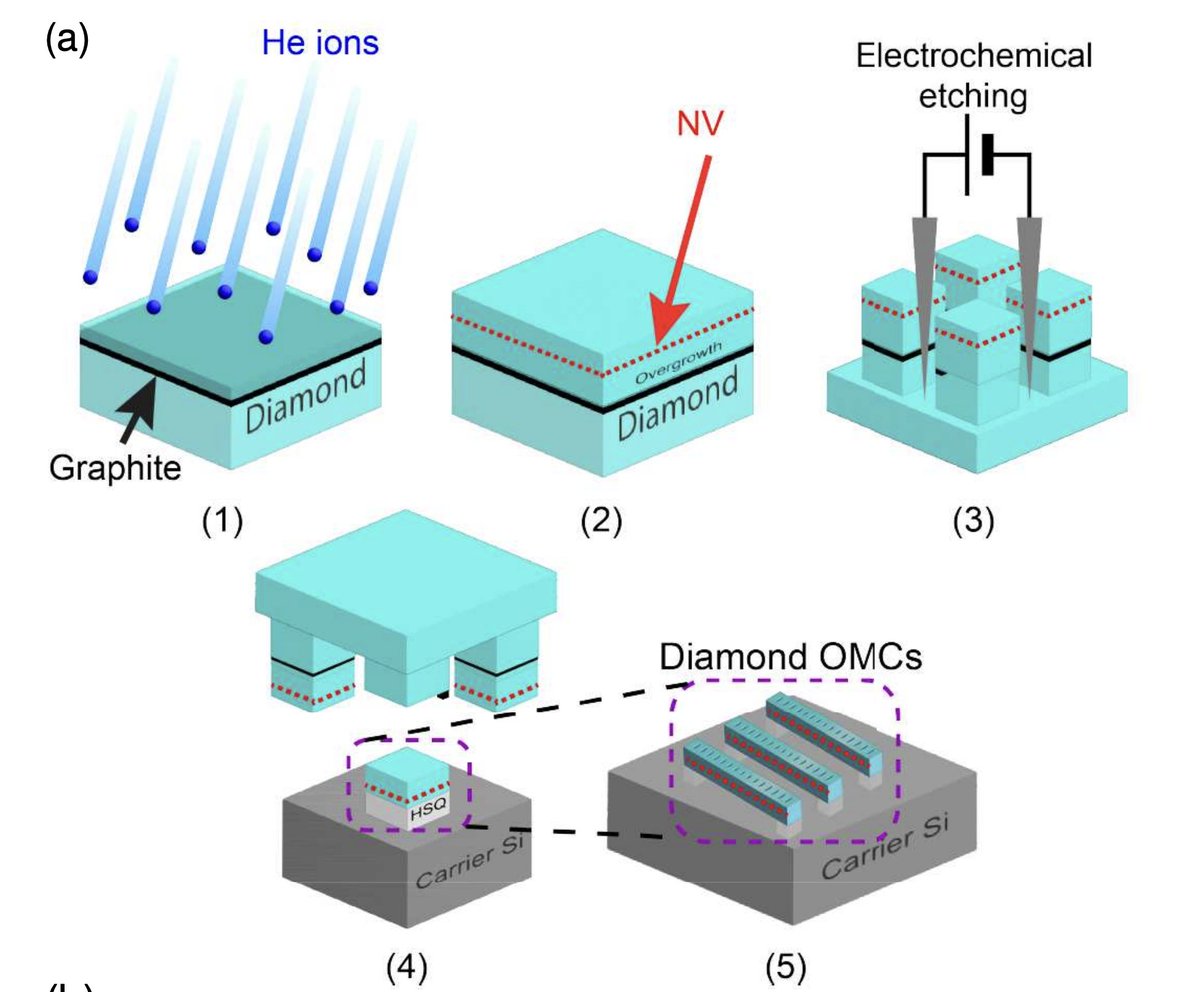 (a)
He ions
Electrochemical
etching
NV
Overgrowth
Diamond
Diamond
Graphite
(1)
(2)
(3)
Diamond OMCs
HSQ
Carrier Si
Carrier Si
(4)
(5)